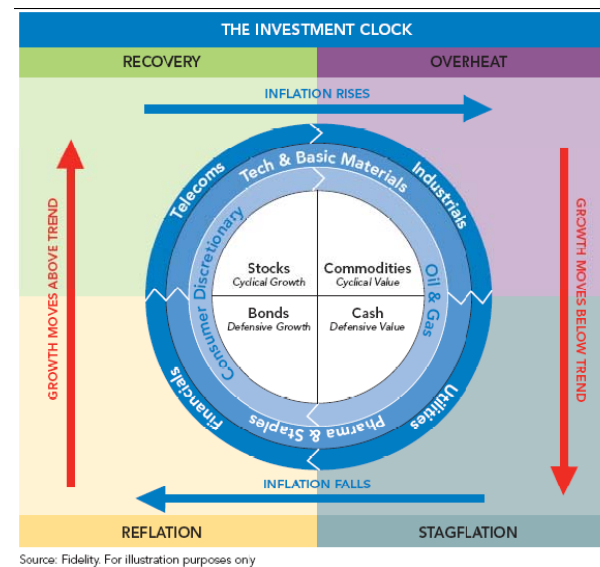 THE INVESTMENT CLOCK
RECOVERY
OVERHEAT
INFLATION RISES
GROWTH MOVES ABOVE TREND
GROWTH MOVES BELOW TREND
Telecoms
Tech & Basic Materials
Industrials
Consumer Discretionary
Oil & Gas
Stocks
Cyclical Growth
Commodities
Cyclical Value
Bonds
Defensive Growth
Cash
Defensive Value
Financials
Pharma & Staples
Utilities
INFLATION FALLS
REFLATION
STAGFLATION
Source: Fidelity. For illustration purposes only